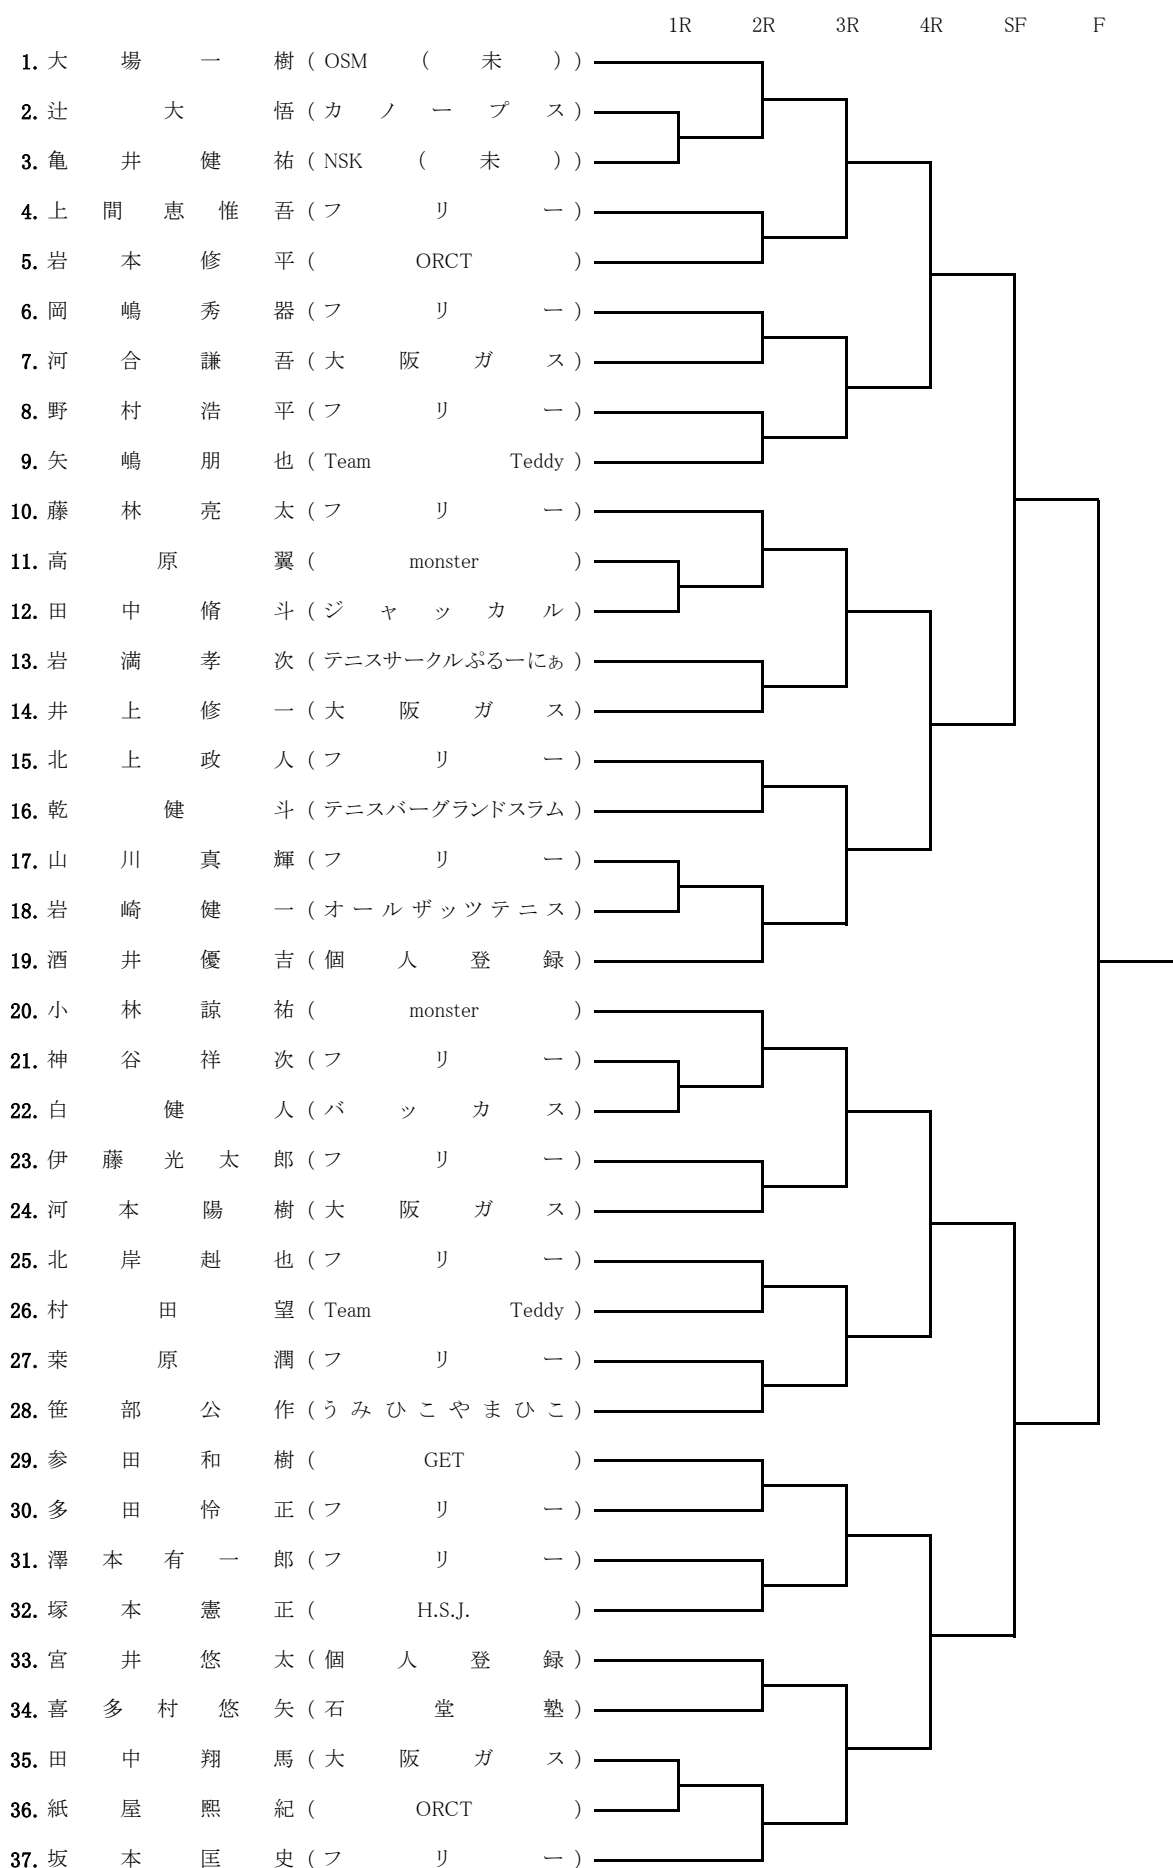 1R 2R 3R 4R SF F
1. 大場一樹 ( OSM ( 未 ) )
2. 辻大悟 ( カノープス )
3. 亀井健祐 ( NSK ( 未 ) )
4. 上間恵惟吾 ( フリー )
5. 岩本修平 ( ORCT )
6. 岡嶋秀器 ( フリー )
7. 河合謙吾 ( 大阪ガス )
8. 野村浩平 ( フリー )
9. 矢嶋朋也 ( Team Teddy )
10. 藤林亮太 ( フリー )
11. 高原翼 ( monster )
12. 田中脩斗 ( ジャッカル )
13. 岩満孝次 ( テニスサークルぷるーにぁ )
14. 井上修一 ( 大阪ガス )
15. 北上政人 ( フリー )
16. 乾健斗 ( テニスバーグランドスラム )
17. 山川真輝 ( フリー )
18. 岩崎健一 ( オールザッツテニス )
19. 酒井優吉 ( 個人登録 )
20. 小林諒祐 ( monster )
21. 神谷祥次 ( フリー )
22. 白健人 ( バッカス )
23. 伊藤光太郎 ( フリー )
24. 河本陽樹 ( 大阪ガス )
25. 北岸赳也 ( フリー )
26. 村田望 ( Team Teddy )
27. 桒原潤 ( フリー )
28. 笹部公作 ( うみひこやまひこ )
29. 参田和樹 ( GET )
30. 多田怜正 ( フリー )
31. 澤本有一郎 ( フリー )
32. 塚本憲正 ( H.S.J. )
33. 宮井悠太 ( 個人登録 )
34. 喜多村悠矢 ( 石堂塾 )
35. 田中翔馬 ( 大阪ガス )
36. 紙屋熙紀 ( ORCT )
37. 坂本匡史 ( フリー )